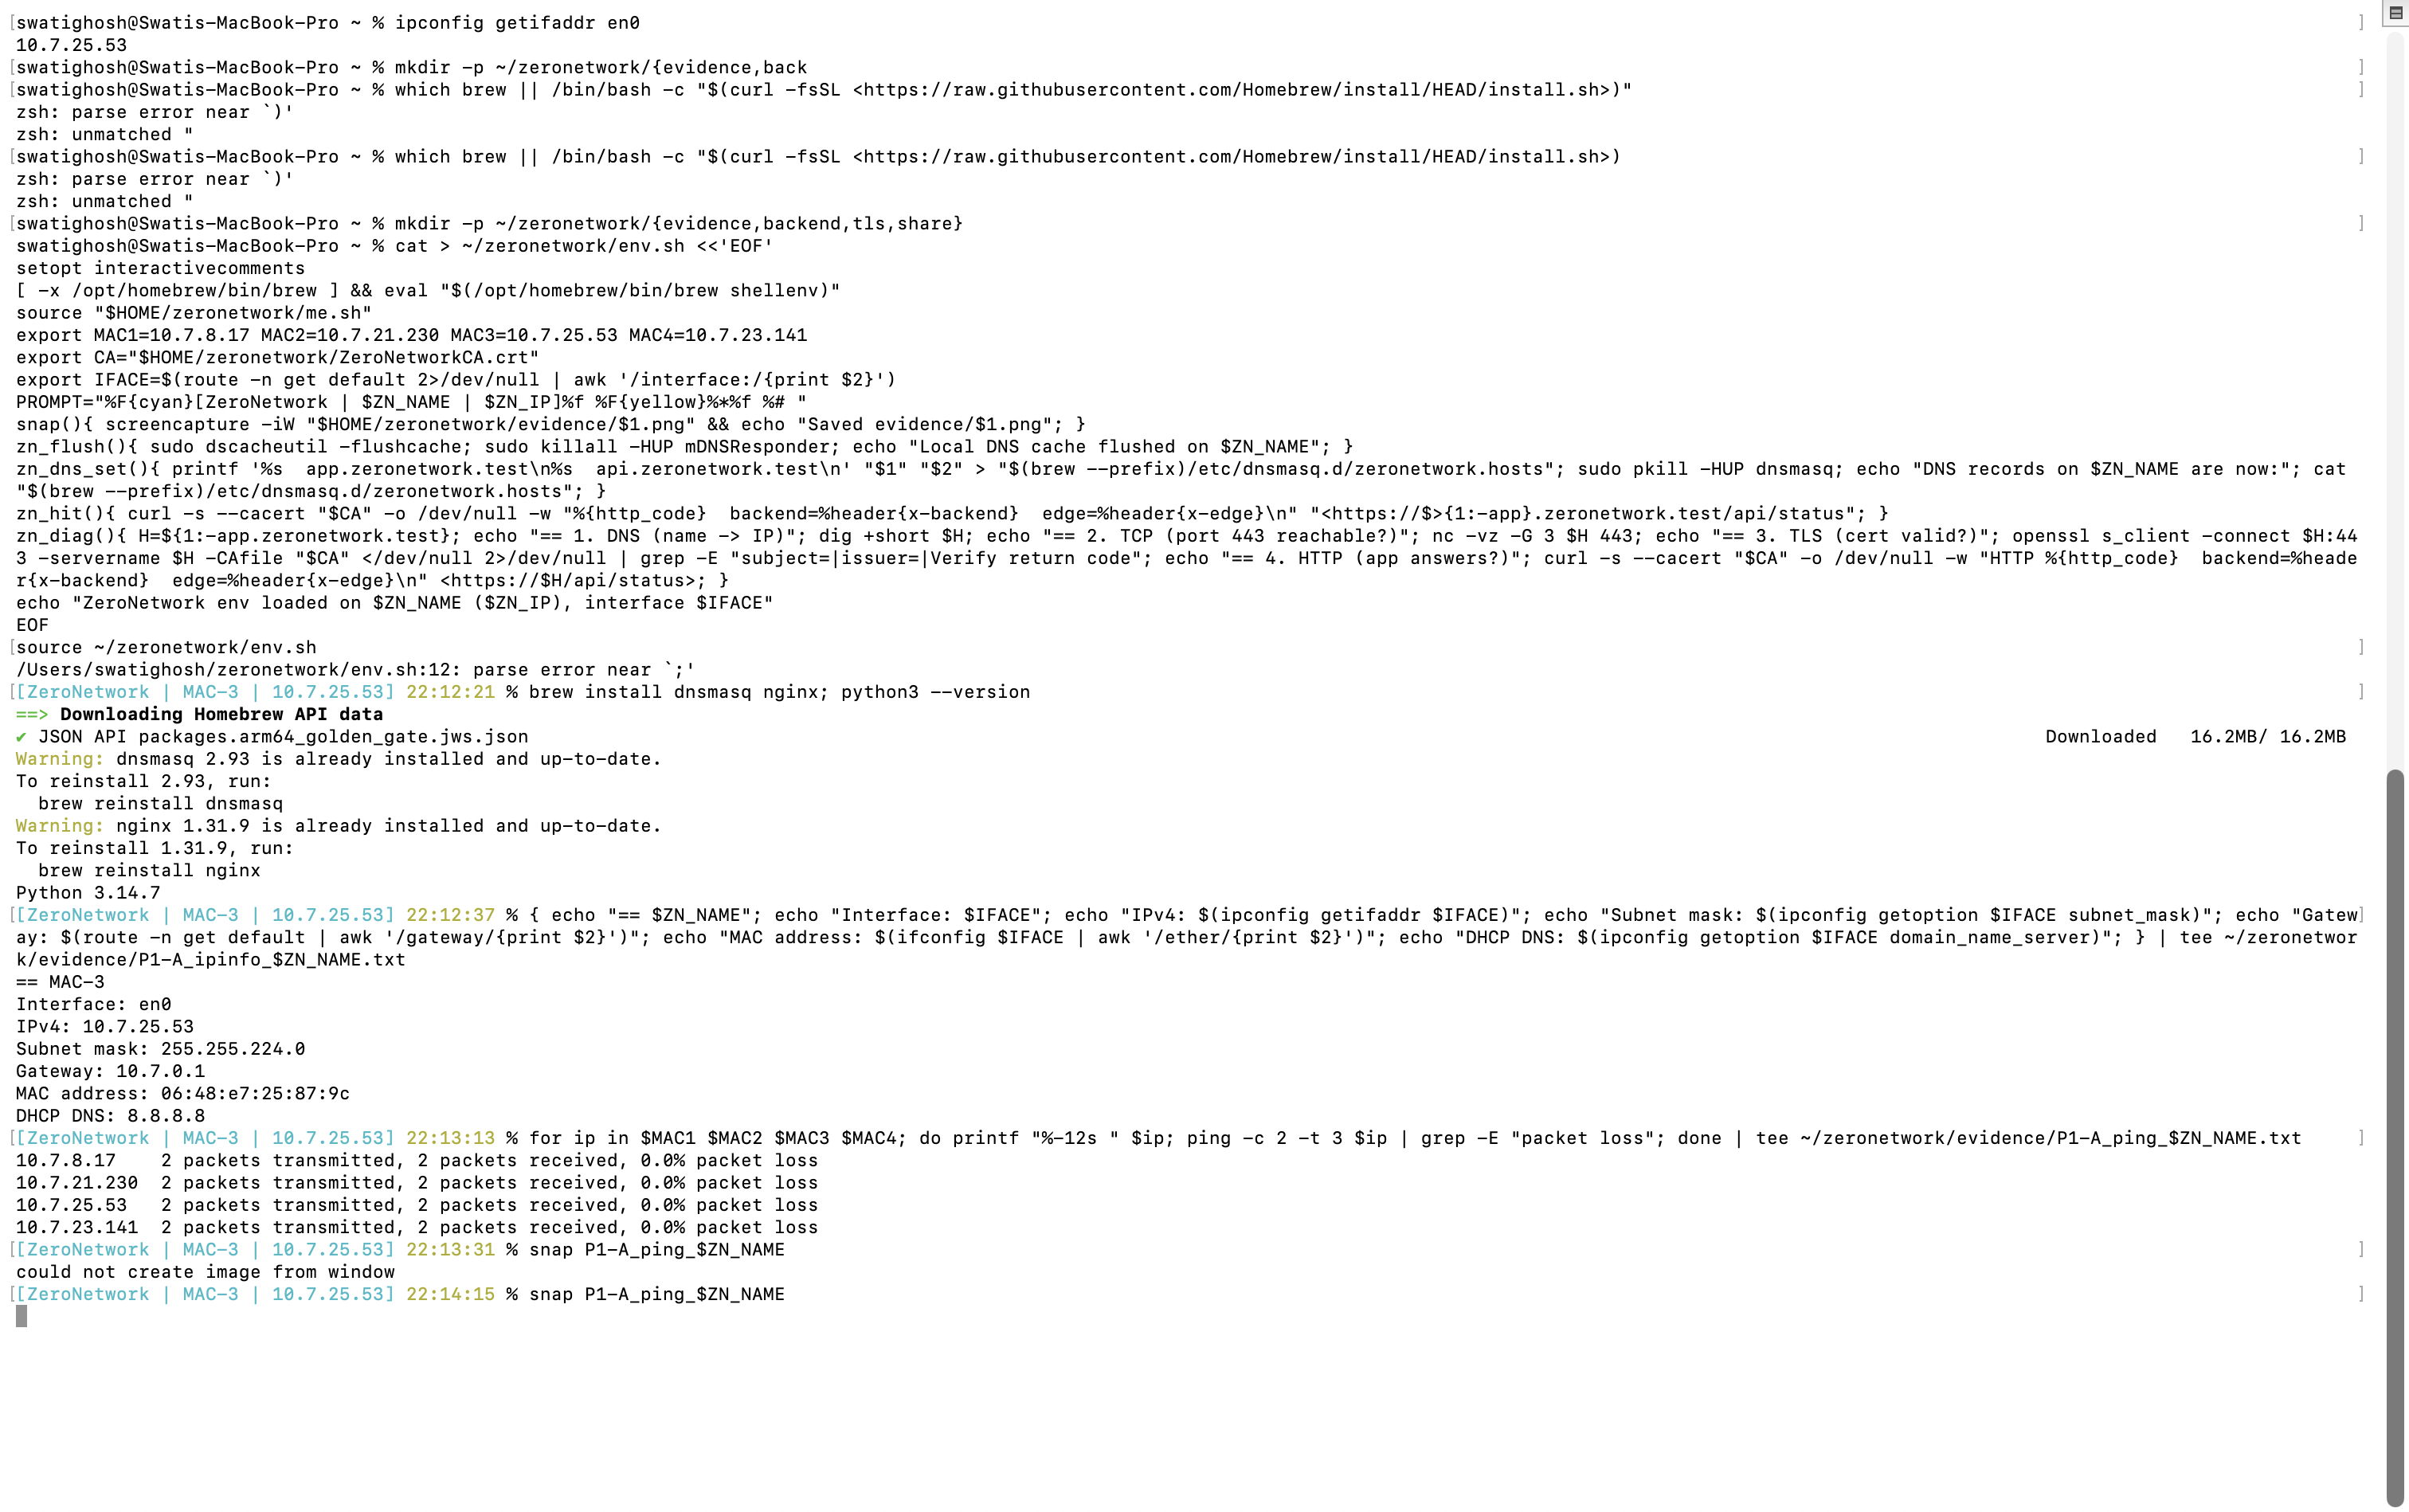 [swatighosh@Swatis-MacBook-Pro ~ % ipconfig getifaddr en0 ]
10.7.25.53
[swatighosh@Swatis-MacBook-Pro ~ % mkdir -p ~/zeronetwork/{evidence,back ]
[swatighosh@Swatis-MacBook-Pro ~ % which brew || /bin/bash -c "$(curl -fsSL <https://raw.githubusercontent.com/Homebrew/install/HEAD/install.sh>)" ]
zsh: parse error near `)'
zsh: unmatched "
[swatighosh@Swatis-MacBook-Pro ~ % which brew || /bin/bash -c "$(curl -fsSL <https://raw.githubusercontent.com/Homebrew/install/HEAD/install.sh>) ]
zsh: parse error near `)'
zsh: unmatched "
[swatighosh@Swatis-MacBook-Pro ~ % mkdir -p ~/zeronetwork/{evidence,backend,tls,share} ]
swatighosh@Swatis-MacBook-Pro ~ % cat > ~/zeronetwork/env.sh <<'EOF'
setopt interactivecomments
[ -x /opt/homebrew/bin/brew ] && eval "$(/opt/homebrew/bin/brew shellenv)"
source "$HOME/zeronetwork/me.sh"
export MAC1=10.7.8.17 MAC2=10.7.21.230 MAC3=10.7.25.53 MAC4=10.7.23.141
export CA="$HOME/zeronetwork/ZeroNetworkCA.crt"
export IFACE=$(route -n get default 2>/dev/null | awk '/interface:/{print $2}')
PROMPT="%F{cyan}[ZeroNetwork | $ZN_NAME | $ZN_IP]%f %F{yellow}%*%f %# "
snap(){ screencapture -iW "$HOME/zeronetwork/evidence/$1.png" && echo "Saved evidence/$1.png"; }
zn_flush(){ sudo dscacheutil -flushcache; sudo killall -HUP mDNSResponder; echo "Local DNS cache flushed on $ZN_NAME"; }
zn_dns_set(){ printf '%s  app.zeronetwork.test\n%s  api.zeronetwork.test\n' "$1" "$2" > "$(brew --prefix)/etc/dnsmasq.d/zeronetwork.hosts"; sudo pkill -HUP dnsmasq; echo "DNS records on $ZN_NAME are now:"; cat
"$(brew --prefix)/etc/dnsmasq.d/zeronetwork.hosts"; }
zn_hit(){ curl -s --cacert "$CA" -o /dev/null -w "%{http_code}  backend=%header{x-backend}  edge=%header{x-edge}\n" "<https://$>{1:-app}.zeronetwork.test/api/status"; }
zn_diag(){ H=${1:-app.zeronetwork.test}; echo "== 1. DNS (name -> IP)"; dig +short $H; echo "== 2. TCP (port 443 reachable?)"; nc -vz -G 3 $H 443; echo "== 3. TLS (cert valid?)"; openssl s_client -connect $H:44
3 -servername $H -CAfile "$CA" </dev/null 2>/dev/null | grep -E "subject=|issuer=|Verify return code"; echo "== 4. HTTP (app answers?)"; curl -s --cacert "$CA" -o /dev/null -w "HTTP %{http_code}  backend=%heade
r{x-backend}  edge=%header{x-edge}\n" <https://$H/api/status>; }
echo "ZeroNetwork env loaded on $ZN_NAME ($ZN_IP), interface $IFACE"
EOF
[source ~/zeronetwork/env.sh ]
/Users/swatighosh/zeronetwork/env.sh:12: parse error near `;'
[[ZeroNetwork | MAC-3 | 10.7.25.53] 22:12:21 % brew install dnsmasq nginx; python3 --version ]
==> Downloading Homebrew API data
✔ JSON API packages.arm64_golden_gate.jws.json Downloaded 16.2MB/ 16.2MB
Warning: dnsmasq 2.93 is already installed and up-to-date.
To reinstall 2.93, run:
  brew reinstall dnsmasq
Warning: nginx 1.31.9 is already installed and up-to-date.
To reinstall 1.31.9, run:
  brew reinstall nginx
Python 3.14.7
[[ZeroNetwork | MAC-3 | 10.7.25.53] 22:12:37 % { echo "== $ZN_NAME"; echo "Interface: $IFACE"; echo "IPv4: $(ipconfig getifaddr $IFACE)"; echo "Subnet mask: $(ipconfig getoption $IFACE subnet_mask)"; echo "Gatew]
ay: $(route -n get default | awk '/gateway/{print $2}')"; echo "MAC address: $(ifconfig $IFACE | awk '/ether/{print $2}')"; echo "DHCP DNS: $(ipconfig getoption $IFACE domain_name_server)"; } | tee ~/zeronetwor
k/evidence/P1-A_ipinfo_$ZN_NAME.txt
== MAC-3
Interface: en0
IPv4: 10.7.25.53
Subnet mask: 255.255.224.0
Gateway: 10.7.0.1
MAC address: 06:48:e7:25:87:9c
DHCP DNS: 8.8.8.8
[[ZeroNetwork | MAC-3 | 10.7.25.53] 22:13:13 % for ip in $MAC1 $MAC2 $MAC3 $MAC4; do printf "%-12s " $ip; ping -c 2 -t 3 $ip | grep -E "packet loss"; done | tee ~/zeronetwork/evidence/P1-A_ping_$ZN_NAME.txt ]
10.7.8.17    2 packets transmitted, 2 packets received, 0.0% packet loss
10.7.21.230  2 packets transmitted, 2 packets received, 0.0% packet loss
10.7.25.53   2 packets transmitted, 2 packets received, 0.0% packet loss
10.7.23.141  2 packets transmitted, 2 packets received, 0.0% packet loss
[[ZeroNetwork | MAC-3 | 10.7.25.53] 22:13:31 % snap P1-A_ping_$ZN_NAME ]
could not create image from window
[[ZeroNetwork | MAC-3 | 10.7.25.53] 22:14:15 % snap P1-A_ping_$ZN_NAME ]